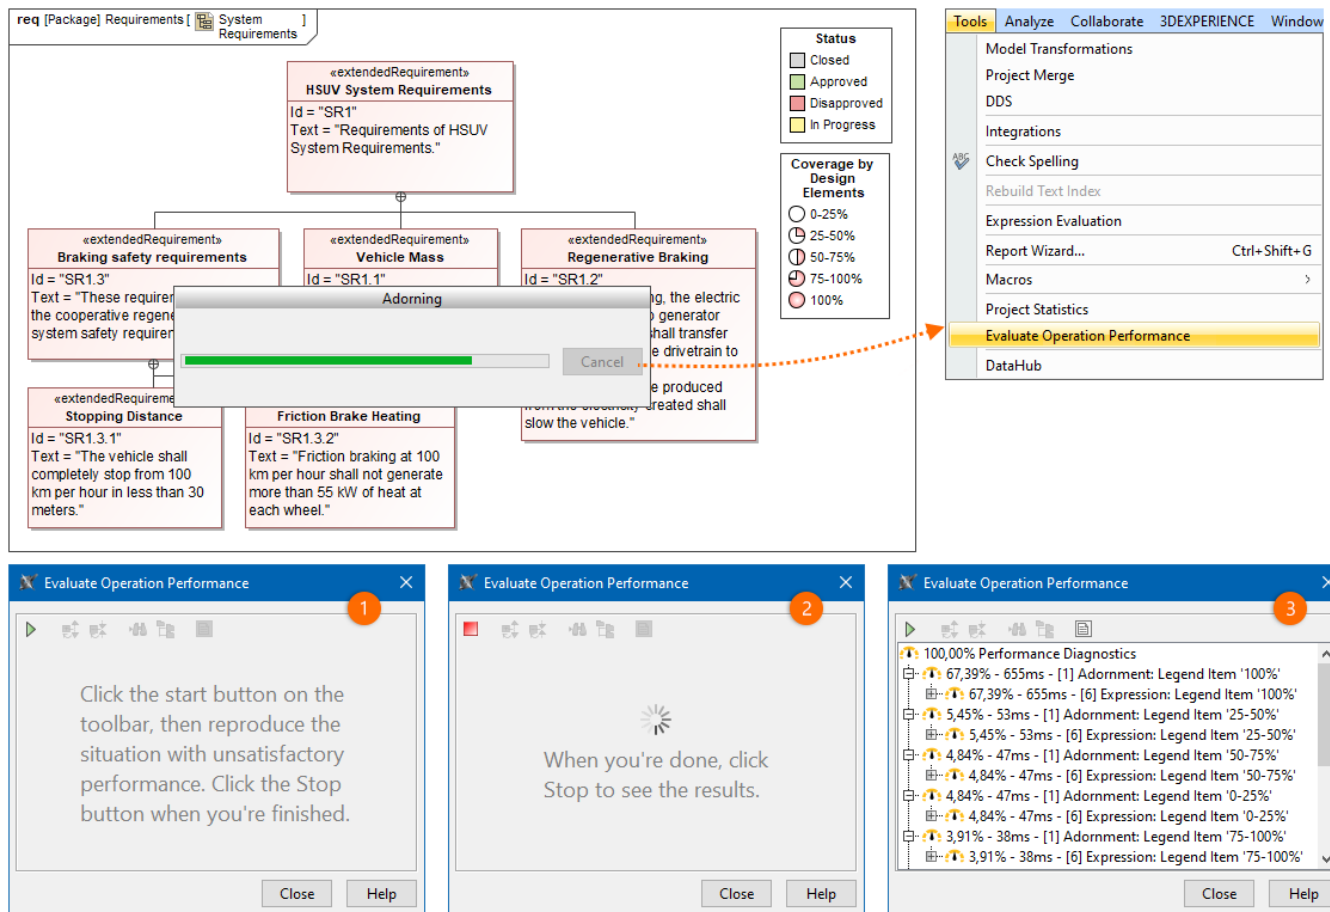 req [Package] Requirements [ System Requirements ]
«extendedRequirement»
HSUV System Requirements
Id = "SR1"
Text = "Requirements of HSUV
System Requirements."
Status
Closed
Approved
Disapproved
In Progress
Coverage by
Design
Elements
0-25%
25-50%
50-75%
75-100%
100%
«extendedRequirement»
Braking safety requirements
Id = "SR1.3"
Text = "These requirer
the cooperative regene
system safety requiren
«extendedRequirement»
Vehicle Mass
Id = "SR1.1"
«extendedRequirement»
Regenerative Braking
Id = "SR1.2"
ng, the electric
generator
shall transfer
e drivetrain to
e produced
created shall
slow the vehicle."
Adorning
Cancel
«extendedRequireme
Stopping Distance
Id = "SR1.3.1"
Text = "The vehicle shall
completely stop from 100
km per hour in less than 30
meters."
Friction Brake Heating
Id = "SR1.3.2"
Text = "Friction braking at 100
km per hour shall not generate
more than 55 kW of heat at
each wheel."
Tools Analyze Collaborate 3DEXPERIENCE Window
Model Transformations
Project Merge
DDS
Integrations
ABC Check Spelling
Rebuild Text Index
Expression Evaluation
Report Wizard... Ctrl+Shift+G
Macros >
Project Statistics
Evaluate Operation Performance
DataHub
Evaluate Operation Performance
1
Click the start button on the
toolbar, then reproduce the
situation with unsatisfactory
performance. Click the Stop
button when you're finished.
Close Help
Evaluate Operation Performance
2
When you're done, click
Stop to see the results.
Close Help
Evaluate Operation Performance
3
100,00% Performance Diagnostics
67,39% - 655ms - [1] Adornment: Legend Item '100%'
67,39% - 655ms - [6] Expression: Legend Item '100%'
5,45% - 53ms - [1] Adornment: Legend Item '25-50%'
5,45% - 53ms - [6] Expression: Legend Item '25-50%'
4,84% - 47ms - [1] Adornment: Legend Item '50-75%'
4,84% - 47ms - [6] Expression: Legend Item '50-75%'
4,84% - 47ms - [1] Adornment: Legend Item '0-25%'
4,84% - 47ms - [6] Expression: Legend Item '0-25%'
3,91% - 38ms - [1] Adornment: Legend Item '75-100%'
3,91% - 38ms - [6] Expression: Legend Item '75-100%'
Close Help